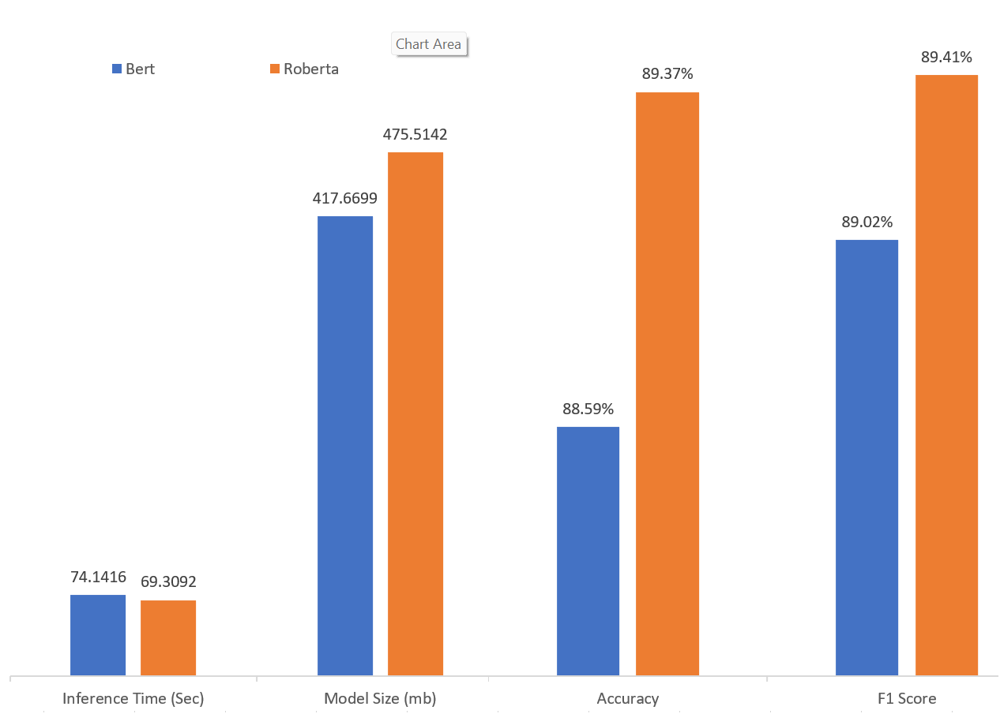 Chart Area
Bert
Roberta
74.1416
69.3092
417.6699
475.5142
88.59%
89.37%
89.02%
89.41%
Inference Time (Sec)
Model Size (mb)
Accuracy
F1 Score